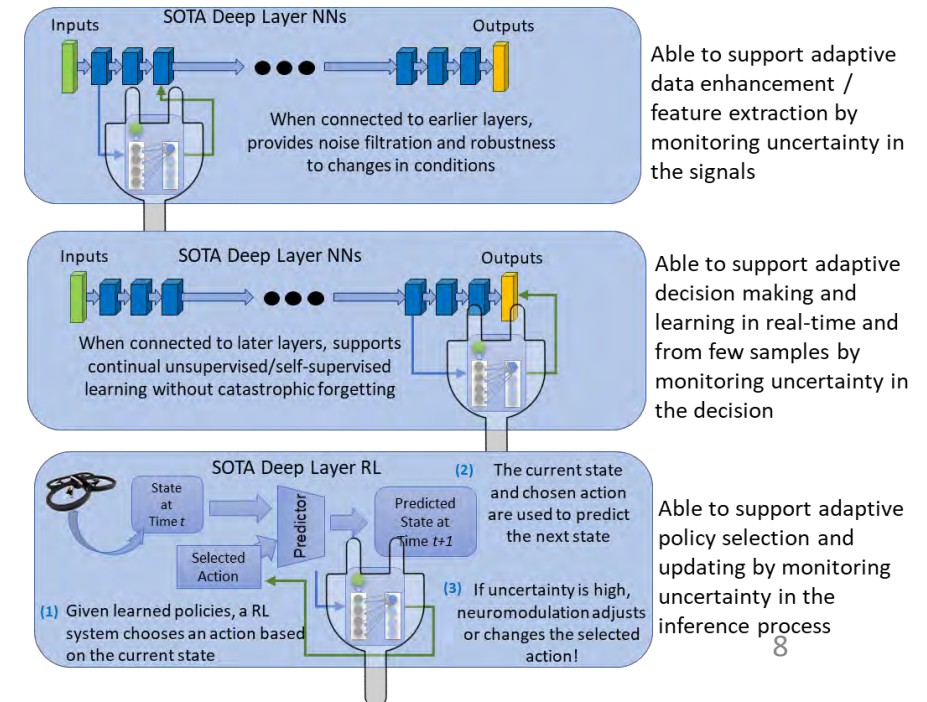 SOTA Deep Layer NNs
Inputs
Outputs
When connected to earlier layers,
provides noise filtration and robustness
to changes in conditions
Able to support adaptive
data enhancement /
feature extraction by
monitoring uncertainty in
the signals
Inputs
SOTA Deep Layer NNs
Outputs
When connected to later layers, supports
continual unsupervised/self-supervised
learning without catastrophic forgetting
Able to support adaptive
decision making and
learning in real-time and
from few samples by
monitoring uncertainty in
the decision
SOTA Deep Layer RL
State
at
Time t
Selected
Action
Predictor
Predicted
State at
Time t+1
(1) Given learned policies, a RL
system chooses an action based
on the current state
(2) The current state
and chosen action
are used to predict
the next state
(3) If uncertainty is high,
neuromodulation adjusts
or changes the selected
action!
Able to support adaptive
policy selection and
updating by monitoring
uncertainty in the
inference process
8